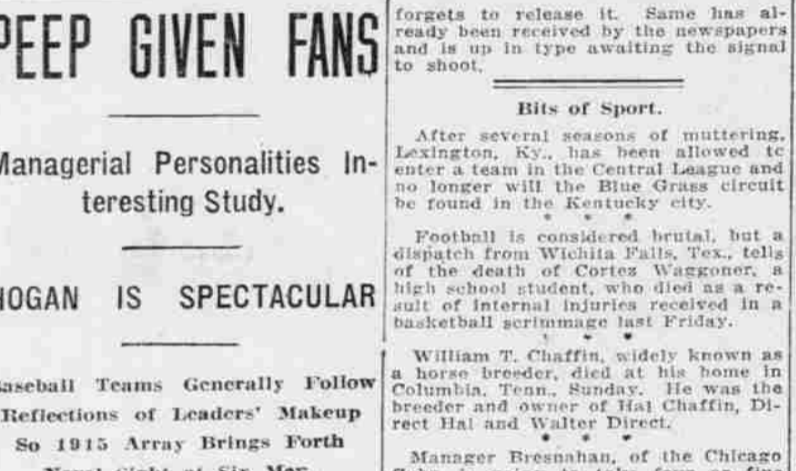 PEEP GIVEN FANS
Managerial Personalities In-
teresting Study.
HOGAN IS SPECTACULAR
Baseball Teams Generally Follow
Reflections of Leaders' Makeup
So 1915 Array Brings Forth
forgets to release it. Same has al-
ready been received by the newspapers
and is up in type awaiting the signal
to shoot.
Bits of Sport.
After several seasons of muttering,
Lexington, Ky., has been allowed to
enter a team in the Central League and
no longer will the Blue Grass circuit
be found in the Kentucky city.
* * *
Football is considered brutal, but a
dispatch from Wichita Falls, Tex., tells
of the death of Cortez Waggoner, a
high school student, who died as a re-
sult of internal injuries received in a
basketball scrimmage last Friday.
* * *
William T. Chaffin, widely known as
a horse breeder, died at his home in
Columbia, Tenn., Sunday. He was the
breeder and owner of Hal Chaffin, Di-
rect Hal and Walter Direct.
* * *
Manager Bresnahan, of the Chicago